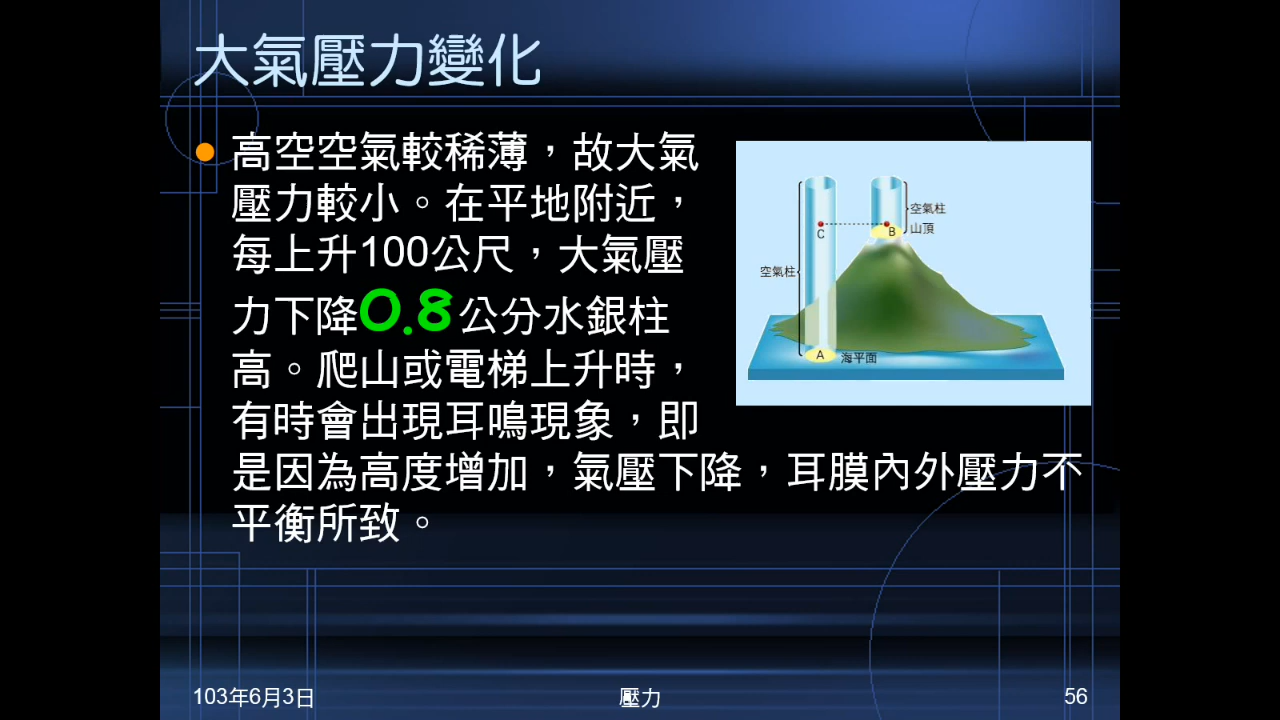 大氣壓力變化
高空空氣較稀薄，故大氣
壓力較小。在平地附近，
每上升100公尺，大氣壓
力下降0.8公分水銀柱
高。爬山或電梯上升時，
有時會出現耳鳴現象，即
是因為高度增加，氣壓下降，耳膜內外壓力不
平衡所致。
空氣柱
山頂
C
B
空氣柱
A
海平面
103年6月3日
壓力
56